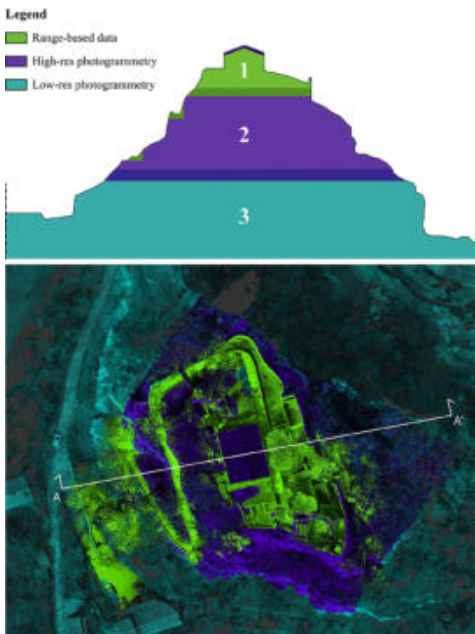 Legend
Range-based data
High-res photogrammetry
Low-res photogrammetry
1
2
3
A'
A